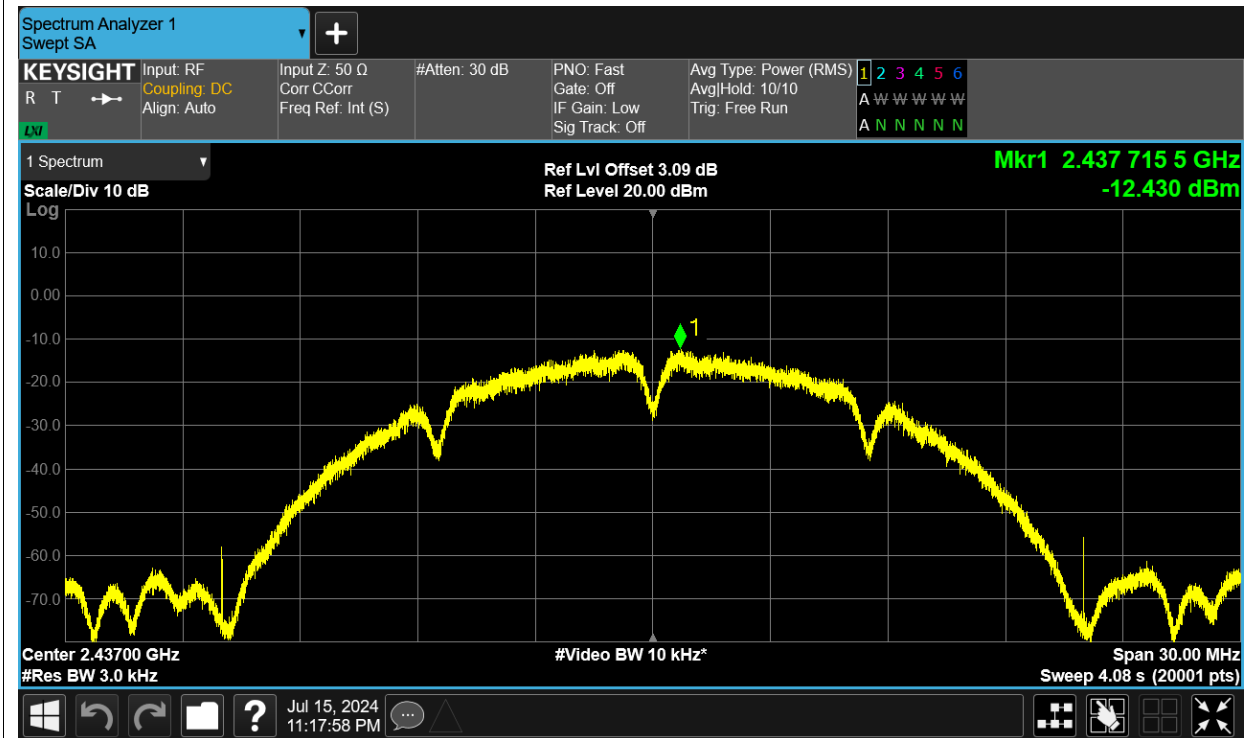 Spectrum Analyzer 1
Swept SA
+
KEYSIGHT
R T
LXI
Input: RF
Coupling: DC
Align: Auto
Input Z: 50 Ω
Corr CCorr
Freq Ref: Int (S)
#Atten: 30 dB
PNO: Fast
Gate: Off
IF Gain: Low
Sig Track: Off
Avg Type: Power (RMS)
Avg|Hold: 10/10
Trig: Free Run
1 2 3 4 5 6
A W W W W W
A N N N N N
1 Spectrum
Scale/Div 10 dB
Log
Ref Lvl Offset 3.09 dB
Ref Level 20.00 dBm
Mkr1 2.437 715 5 GHz
-12.430 dBm
10.0
0.00
-10.0
-20.0
-30.0
-40.0
-50.0
-60.0
-70.0
1
Center 2.43700 GHz
#Res BW 3.0 kHz
#Video BW 10 kHz*
Span 30.00 MHz
Sweep 4.08 s (20001 pts)
?
Jul 15, 2024
11:17:58 PM